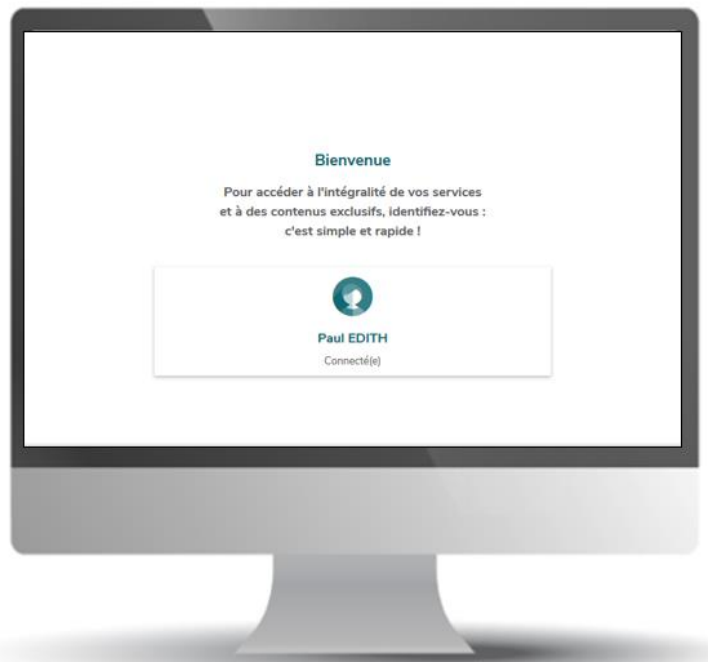 Bienvenue
Pour accéder à l'intégralité de vos services
et à des contenus exclusifs, identifiez-vous :
c'est simple et rapide !
Paul EDITH
Connecté(e)